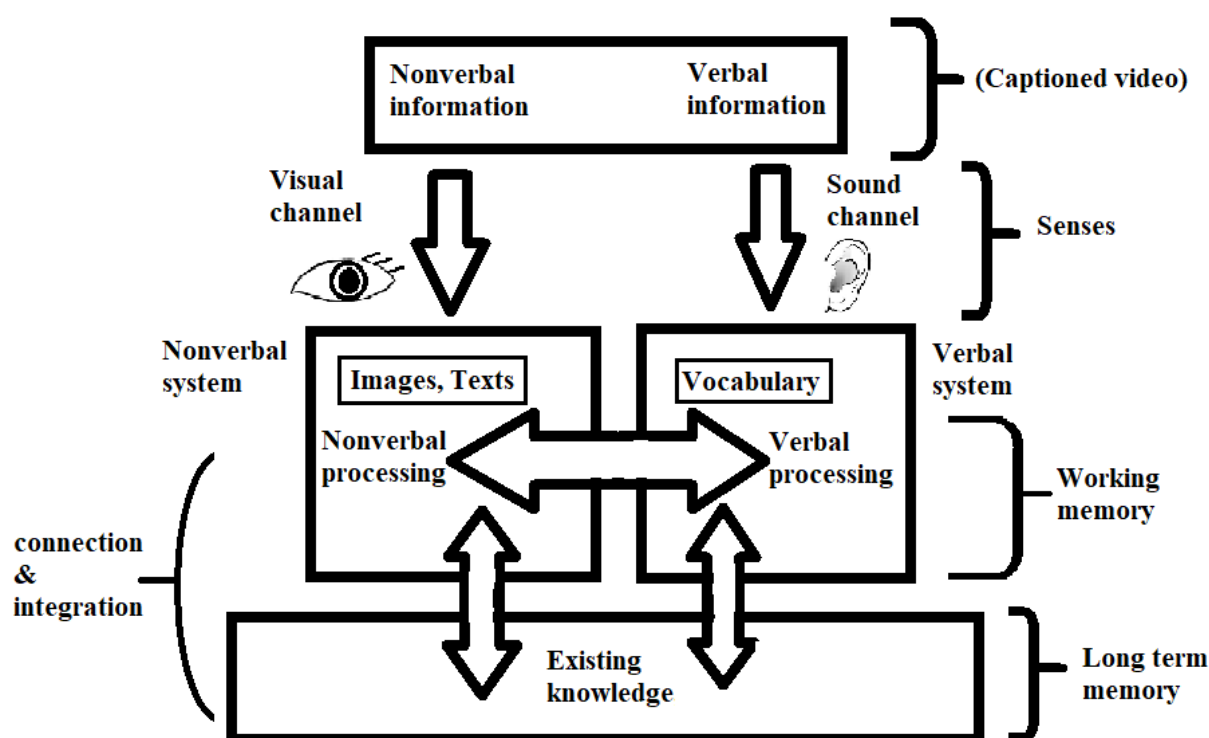 Nonverbal
information
Verbal
information
(Captioned video)
Visual
channel
Sound
channel
Senses
Nonverbal
system
Images, Texts
Vocabulary
Verbal
system
Nonverbal
processing
Verbal
processing
Working
memory
connection
&
integration
Existing
knowledge
Long term
memory